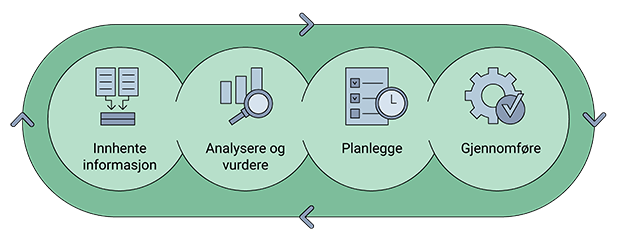 Innhente
informasjon
Analysere og
vurdere
Planlegge
Gjennomføre